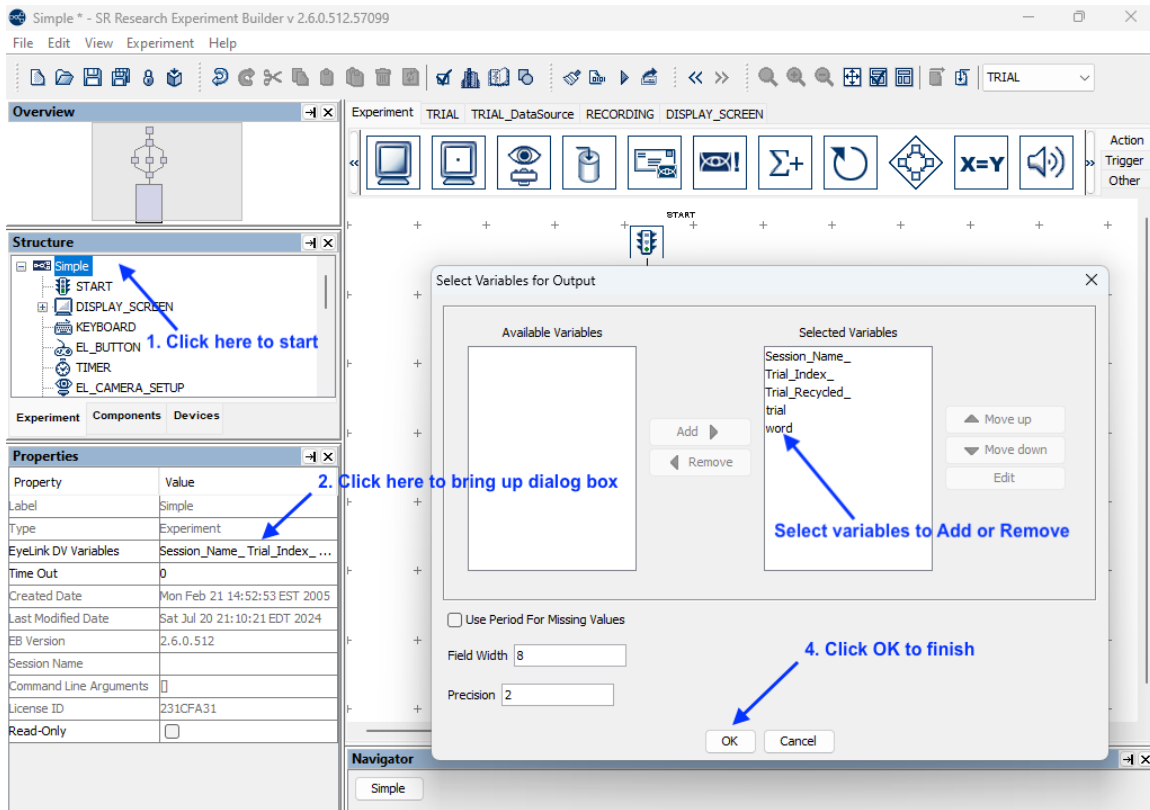 Simple * - SR Research Experiment Builder v 2.6.0.512.57099
File Edit View Experiment Help
TRIAL
Overview
Experiment TRIAL TRIAL_DataSource RECORDING DISPLAY_SCREEN
X=Y
Action
Trigger
Other
START
Structure
Simple
START
DISPLAY_SCREEN
KEYBOARD
EL_BUTTON
TIMER
EL_CAMERA_SETUP
1. Click here to start
Experiment Components Devices
Properties
Property Value
Label Simple
Type Experiment
EyeLink DV Variables Session_Name_ Trial_Index_ ...
Time Out 0
Created Date Mon Feb 21 14:52:53 EST 2005
Last Modified Date Sat Jul 20 21:10:21 EDT 2024
EB Version 2.6.0.512
Session Name
Command Line Arguments []
License ID 231CFA31
Read-Only
2. Click here to bring up dialog box
Select Variables for Output
Available Variables
Selected Variables
Session_Name_
Trial_Index_
Trial_Recycled_
trial
word
Add
Remove
Move up
Move down
Edit
Select variables to Add or Remove
Use Period For Missing Values
Field Width 8
Precision 2
4. Click OK to finish
OK Cancel
Navigator
Simple